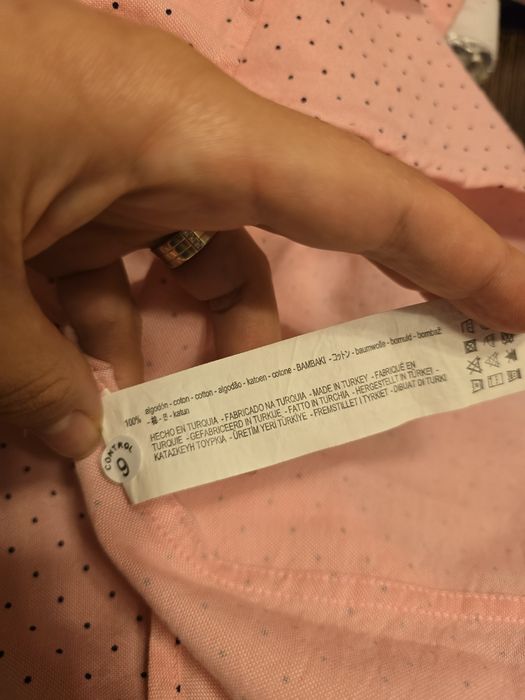 100% algodón - coton - cotton - algodão - katoen - cotone - ΒΑΜΒΑΚΙ - コットン - baumwolle - bomuld - bombaž
- 棉 - 면 - katun
HECHO EN TURQUIA - FABRICADO NA TURQUIA - MADE IN TURKEY - FABRIQUÉ EN
TURQUIE - GEFABRICEERD IN TURKIJE - FATTO IN TURCHIA - HERGESTELLT IN TÜRKEI -
ΚΑΤΑΣΚΕΥΗ ΤΟΥΡΚΙΑ - ÜRETİM YERİ TÜRKİYE - FREMSTILLET I TYRKIET - DIBUAT DI TURKI
CONTROL
9